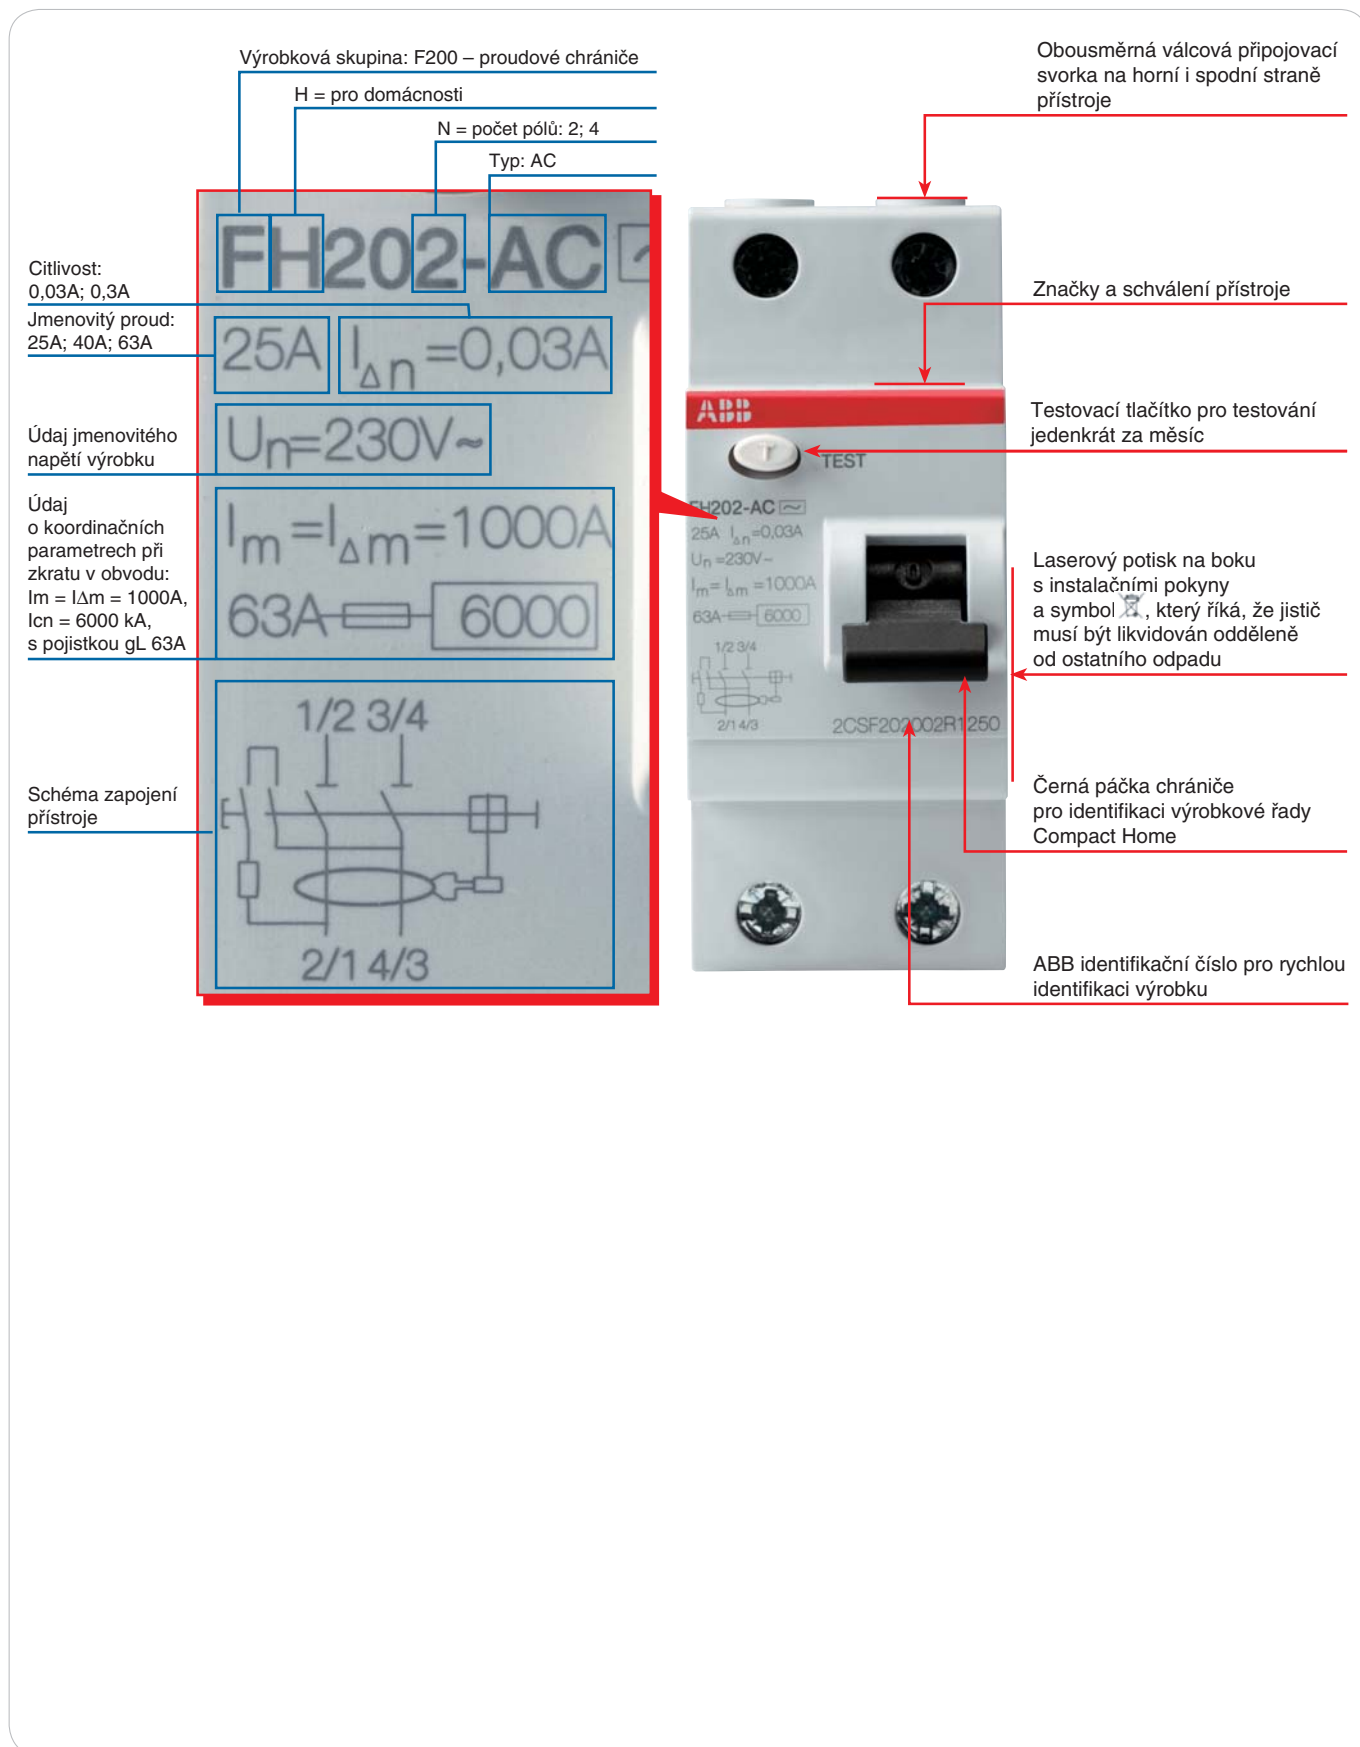 Výrobková skupina: F200 – proudové chrániče
H = pro domácnosti
N = počet pólů: 2; 4
Typ: AC
Citlivost:
0,03A; 0,3A
Jmenovitý proud:
25A; 40A; 63A
Údaj jmenovitého
napětí výrobku
Údaj
o koordinačních
parametrech při
zkratu v obvodu:
Im = I∆m = 1000A,
Icn = 6000 kA,
s pojistkou gL 63A
Schéma zapojení
přístroje
FH202-AC
25A I∆n=0,03A
Un=230V~
Im=I∆m=1000A
63A 6000
1/2 3/4
2/1 4/3
ABB
T
TEST
FH202-AC
25A I∆n=0,03A
Un=230V~
Im=I∆m=1000A
63A 6000
1/2 3/4
2/1 4/3
2CSF202002R1250
Obousměrná válcová připojovací
svorka na horní i spodní straně
přístroje
Značky a schválení přístroje
Testovací tlačítko pro testování
jedenkrát za měsíc
Laserový potisk na boku
s instalačními pokyny
a symbol , který říká, že jistič
musí být likvidován odděleně
od ostatního odpadu
Černá páčka chrániče
pro identifikaci výrobkové řady
Compact Home
ABB identifikační číslo pro rychlou
identifikaci výrobku